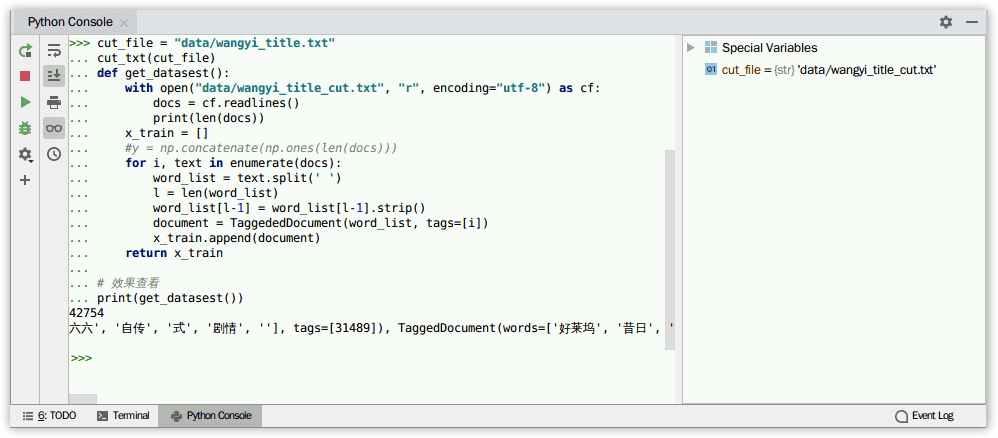 Python Console
>>> cut_file = "data/wangyi_title.txt"
... cut_txt(cut_file)
... def get_datasest():
...     with open("data/wangyi_title_cut.txt", "r", encoding="utf-8") as cf:
...         docs = cf.readlines()
...         print(len(docs))
...     x_train = []
...     #y = np.concatenate(np.ones(len(docs)))
...     for i, text in enumerate(docs):
...         word_list = text.split(' ')
...         l = len(word_list)
...         word_list[l-1] = word_list[l-1].strip()
...         document = TaggededDocument(word_list, tags=[i])
...         x_train.append(document)
...     return x_train
...
... # 效果查看
... print(get_datasest())
42754
六六', '自传', '式', '剧情', ''], tags=[31489]), TaggedDocument(words=['好莱坞', '昔日', '
>>>
Special Variables
cut_file = {str} 'data/wangyi_title_cut.txt'
6: TODO
Terminal
Python Console
Event Log